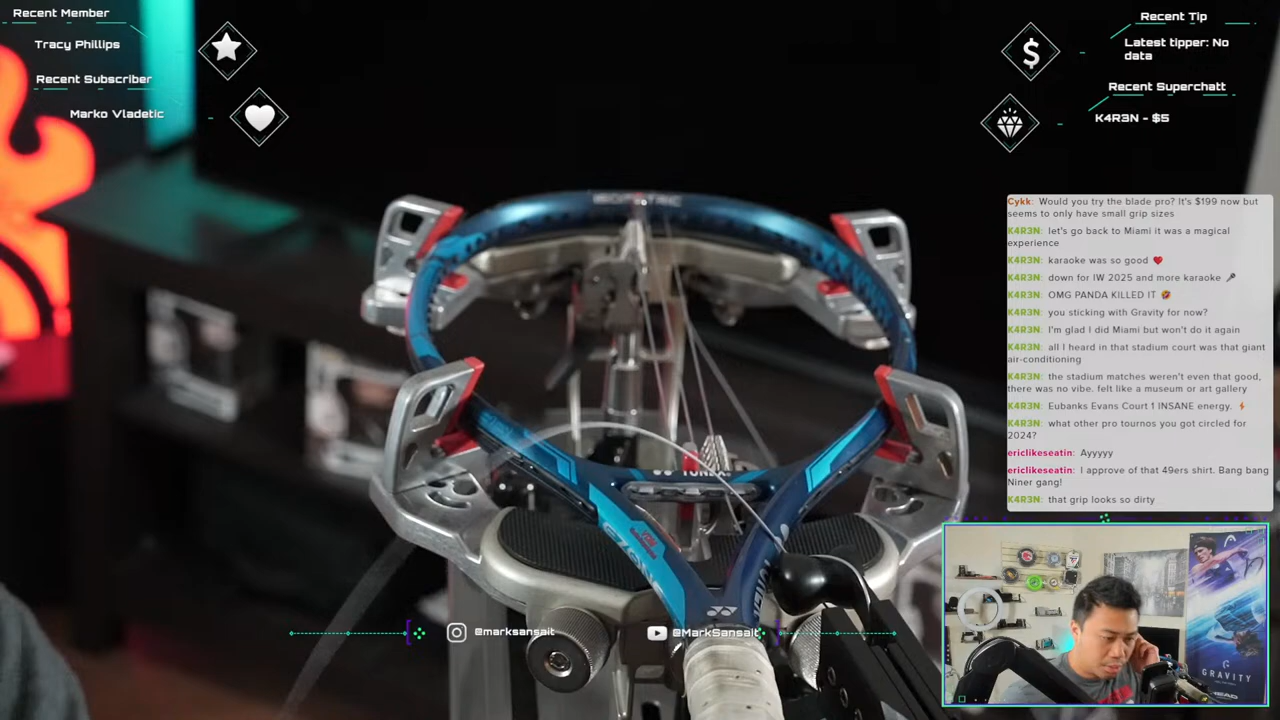 Recent Member
Tracy Phillips
Recent Subscriber
Marko Vladetic
Recent Tip
Latest tipper: No
data
Recent Superchatt
K4R3N - $5
Cykk: Would you try the blade pro? It's $199 now but
seems to only have small grip sizes
K4R3N: let's go back to Miami it was a magical
experience
K4R3N: karaoke was so good
K4R3N: down for IW 2025 and more karaoke
K4R3N: OMG PANDA KILLED IT
K4R3N: you sticking with Gravity for now?
K4R3N: I'm glad I did Miami but won't do it again
K4R3N: all I heard in that stadium court was that giant
air-conditioning
K4R3N: the stadium matches weren't even that good,
there was no vibe. felt like a museum or art gallery
K4R3N: Eubanks Evans Court 1 INSANE energy.
K4R3N: what other pro tournos you got circled for
2024?
ericlikeseatin: Ayyyyy
ericlikeseatin: I approve of that 49ers shirt. Bang bang
Niner gang!
K4R3N: that grip looks so dirty
ISOMETRIC
YONEX
EZONE
@marksansait
@MarkSansait
GRAVITY
HEAD